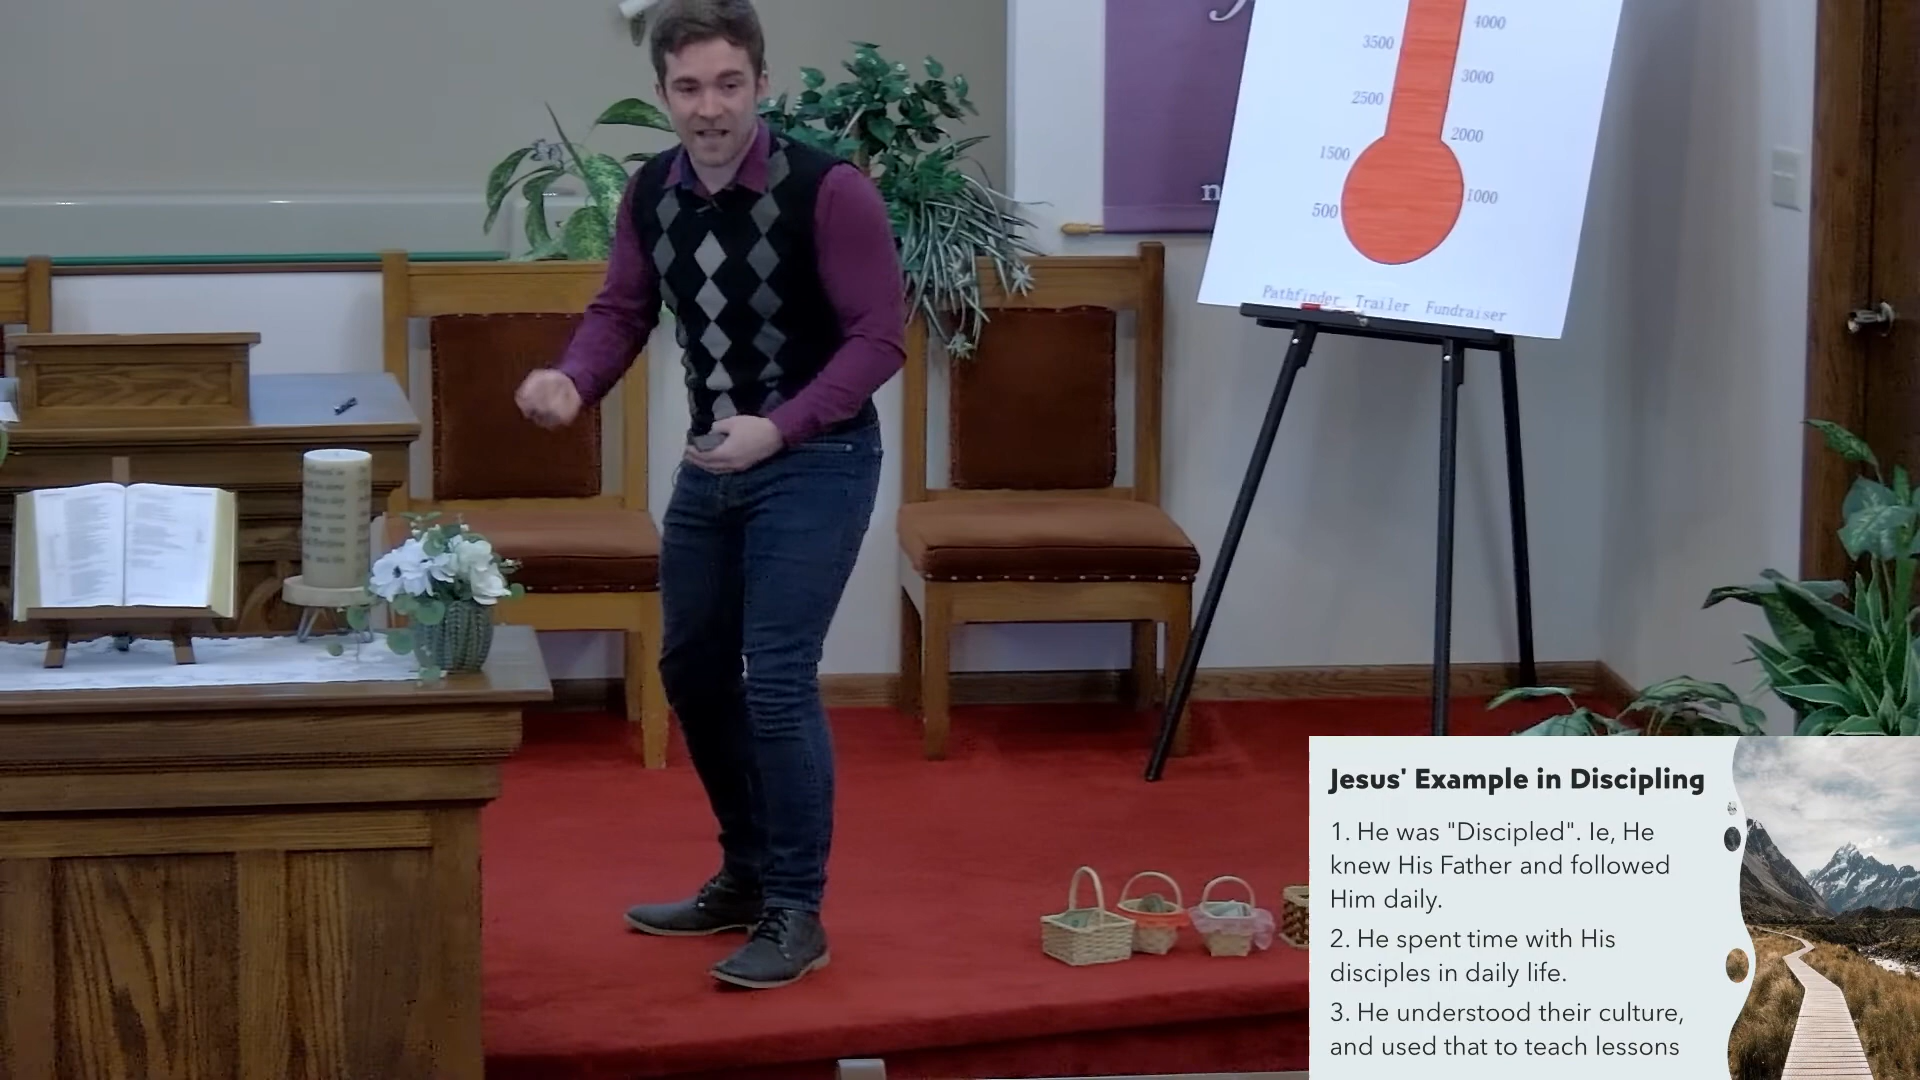 4000
3500
3000
2500
2000
1500
1000
500
Pathfinder Trailer Fundraiser
Jesus' Example in Discipling
1. He was "Discipled". Ie, He
knew His Father and followed
Him daily.
2. He spent time with His
disciples in daily life.
3. He understood their culture,
and used that to teach lessons